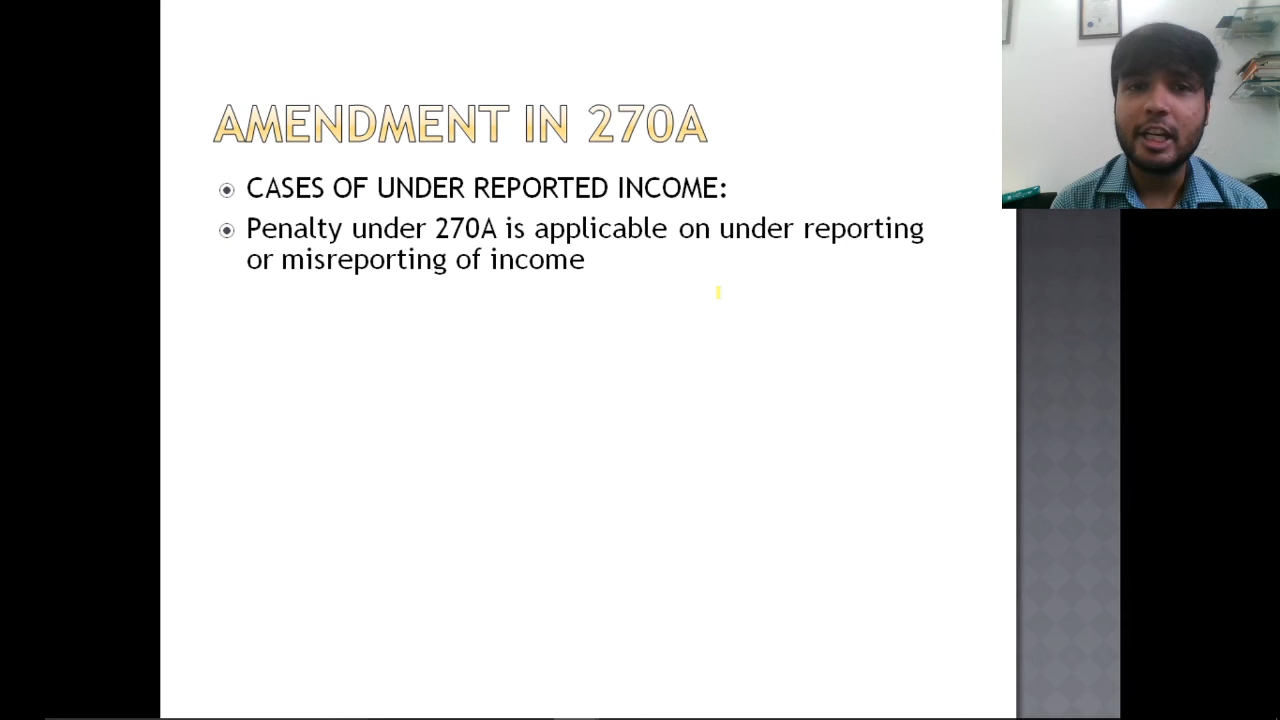 AMENDMENT IN 270A
CASES OF UNDER REPORTED INCOME:
Penalty under 270A is applicable on under reporting
or misreporting of income